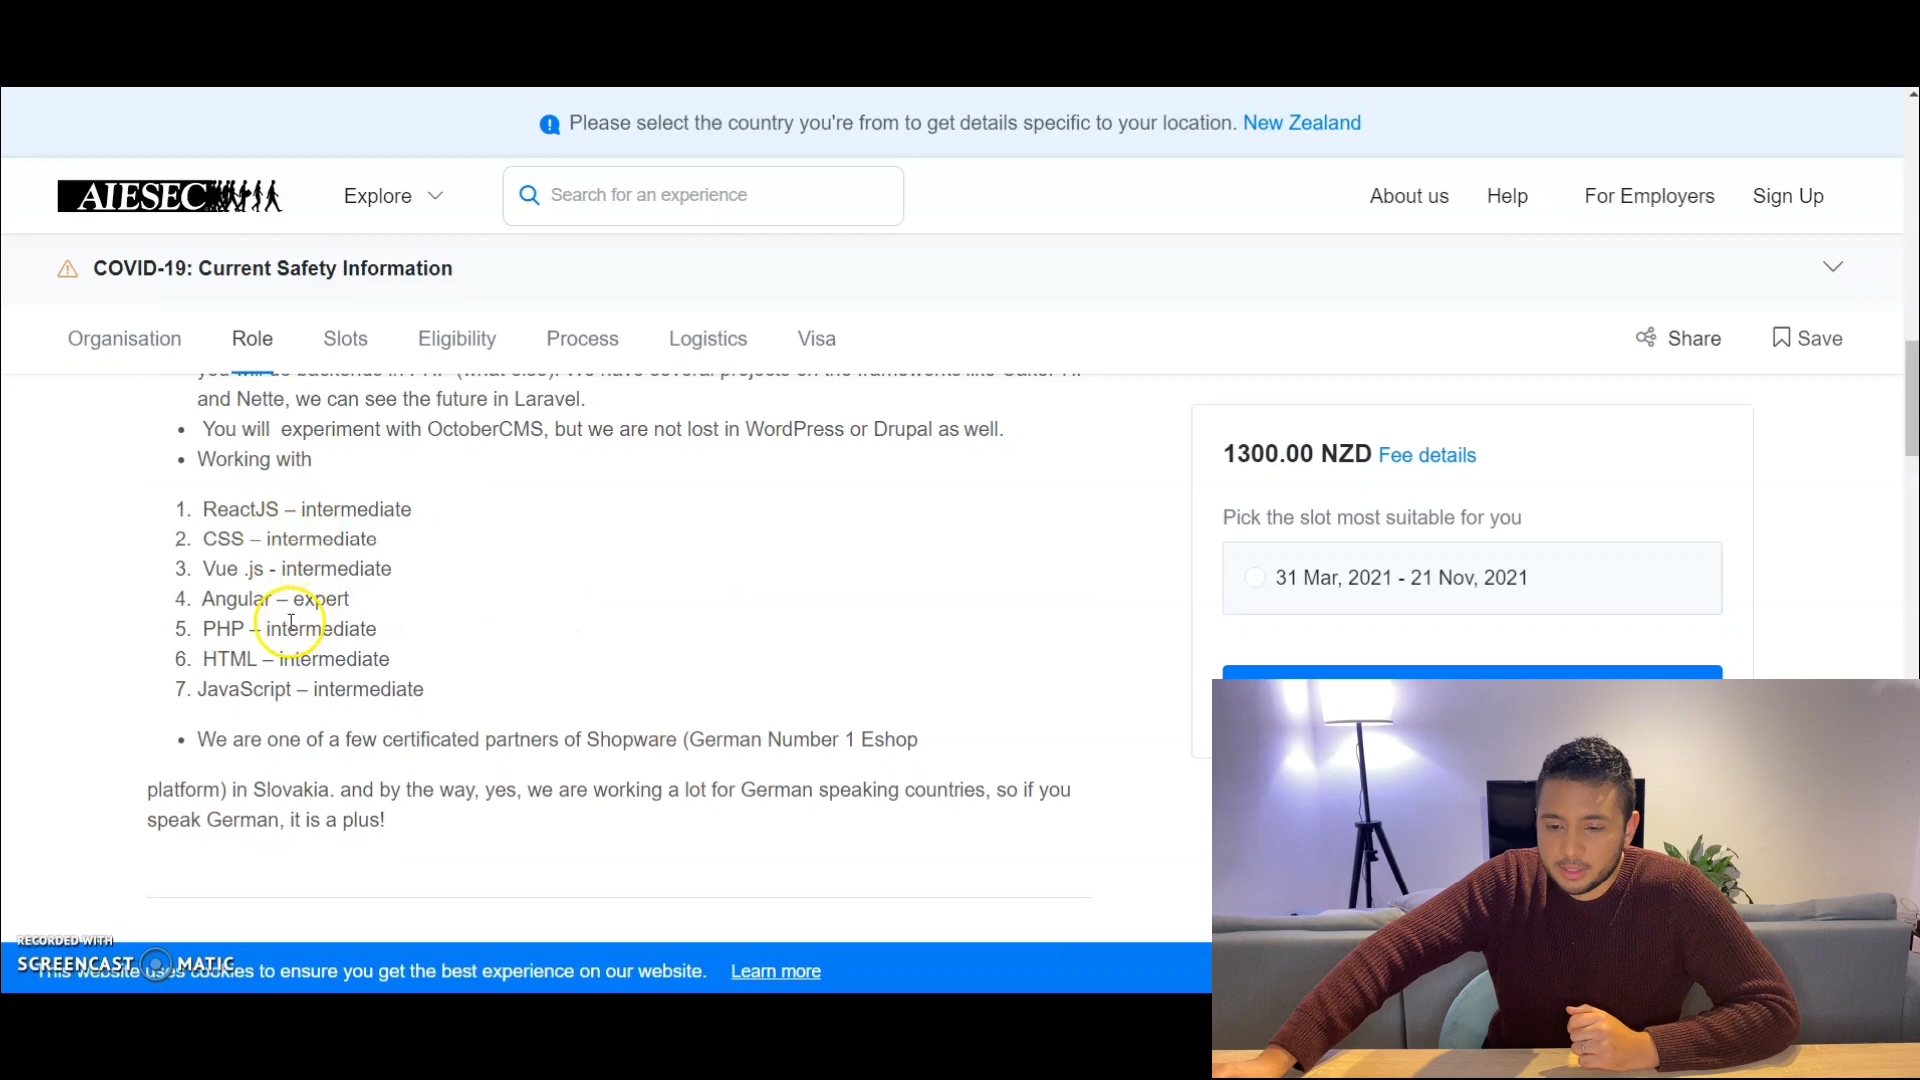 Please select the country you're from to get details specific to your location. New Zealand
AIESEC
Explore
Search for an experience
About us
Help
For Employers
Sign Up
COVID-19: Current Safety Information
Organisation
Role
Slots
Eligibility
Process
Logistics
Visa
Share
Save
and Nette, we can see the future in Laravel.
• You will experiment with OctoberCMS, but we are not lost in WordPress or Drupal as well.
• Working with
1. ReactJS – intermediate
2. CSS – intermediate
3. Vue .js - intermediate
4. Angular – expert
5. PHP – intermediate
6. HTML – intermediate
7. JavaScript – intermediate
• We are one of a few certificated partners of Shopware (German Number 1 Eshop
platform) in Slovakia. and by the way, yes, we are working a lot for German speaking countries, so if you
speak German, it is a plus!
1300.00 NZD Fee details
Pick the slot most suitable for you
31 Mar, 2021 - 21 Nov, 2021
RECORDED WITH
SCREENCAST MATIC
This website uses cookies to ensure you get the best experience on our website. Learn more